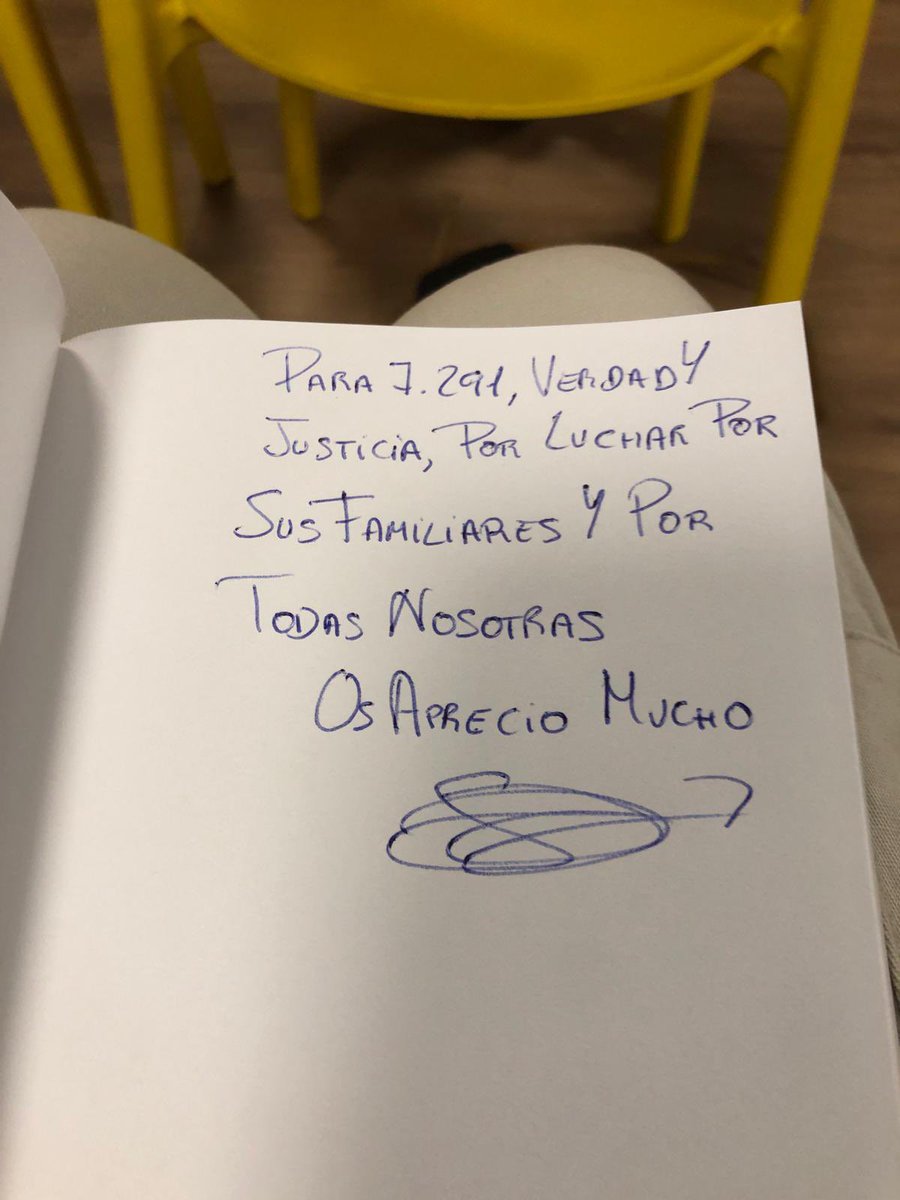 PARA 7.291, VERDAD Y
JUSTICIA, POR LUCHAR POR
SUS FAMILIARES Y POR
TODAS NOSOTRAS
OS APRECIO MUCHO